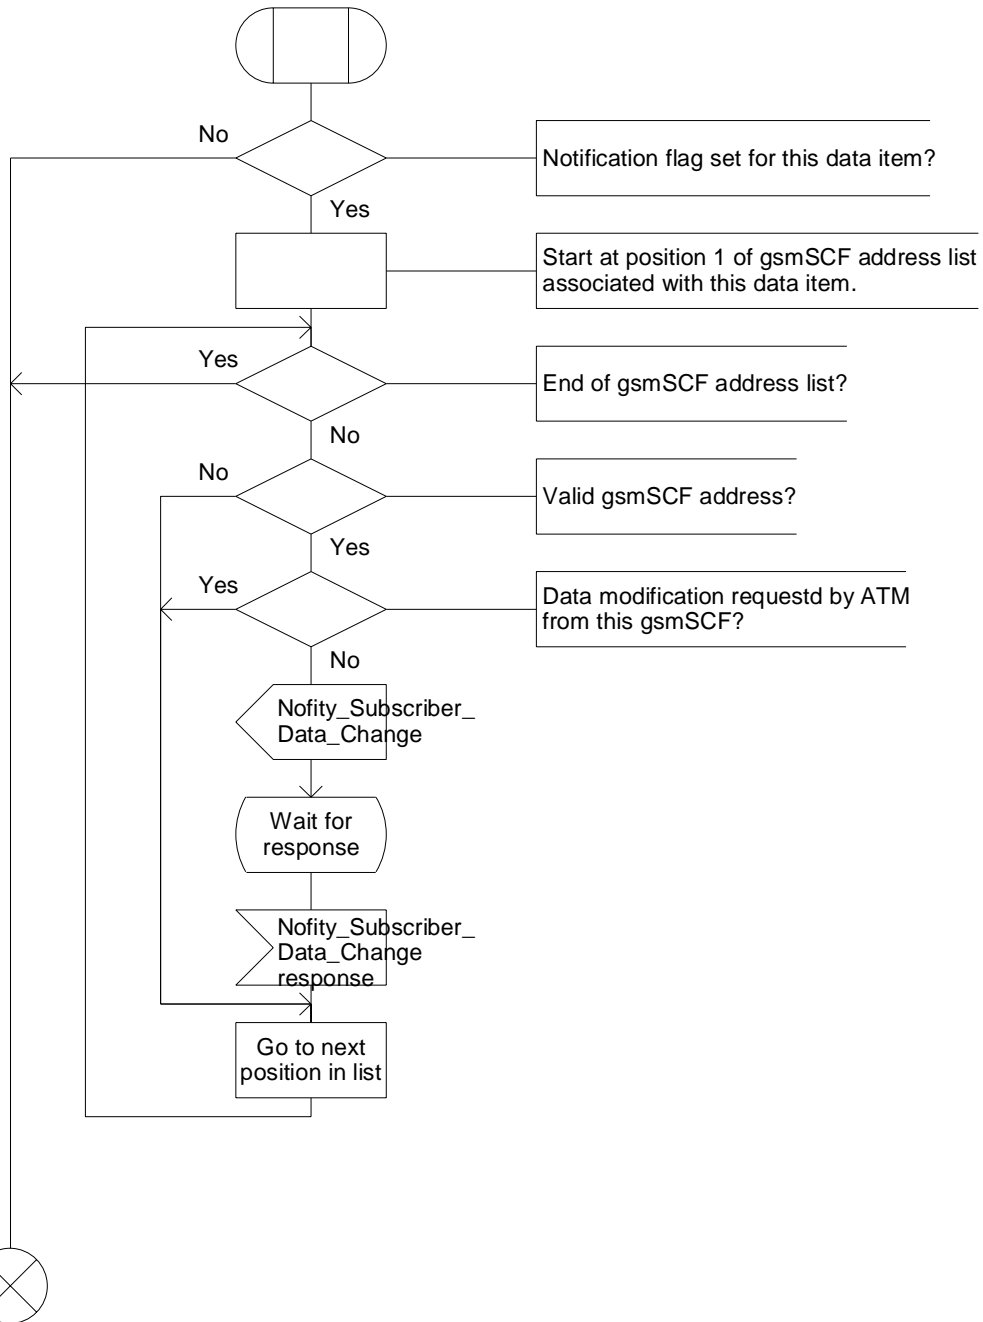 No
Notification flag set for this data item?
Yes
Start at position 1 of gsmSCF address list
associated with this data item.
Yes
End of gsmSCF address list?
No
No
Valid gsmSCF address?
Yes
Yes
Data modification requestd by ATM
from this gsmSCF?
No
Nofity_Subscriber_
Data_Change
Wait for
response
Nofity_Subscriber_
Data_Change
response
Go to next
position in list